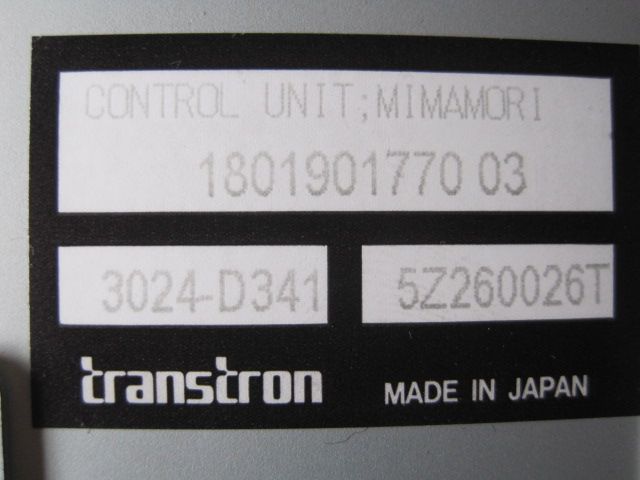 CONTROL UNIT;MIMAMORI
1801901770 03
3024-D341 5Z260026T
transtron MADE IN JAPAN